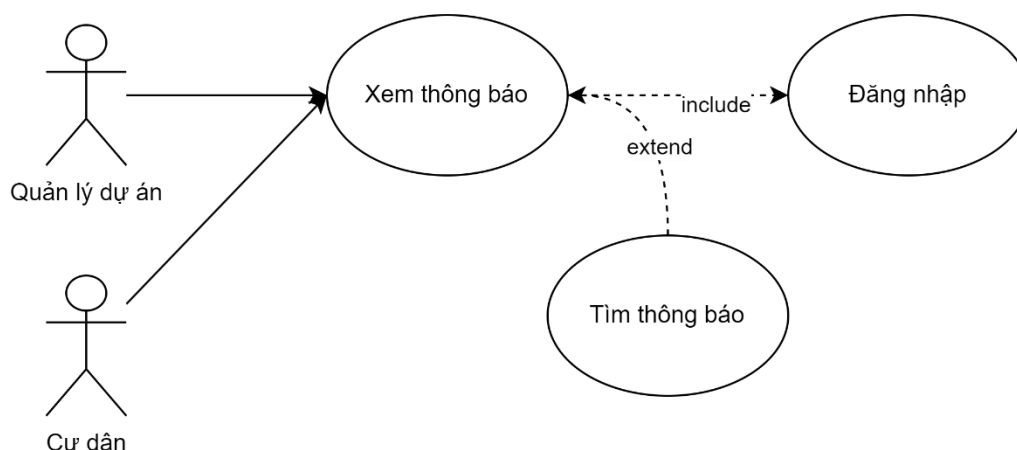 Xem thông báo
include
Đăng nhập
extend
Quản lý dự án
Tìm thông báo
Cư dân